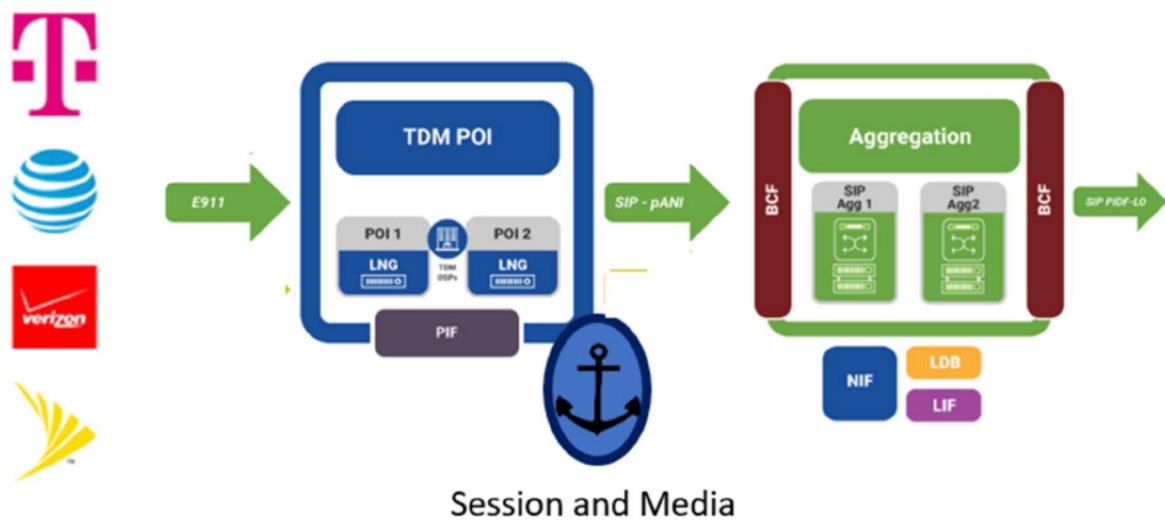 T
verizon
E911
TDM POI
POI 1
POI 2
LNG
LNG
TDM
OSPs
PIF
SIP - pANI
BCF
Aggregation
SIP
Agg 1
SIP
Agg2
BCF
SIP PIDF-LO
NIF
LDB
LIF
Session and Media